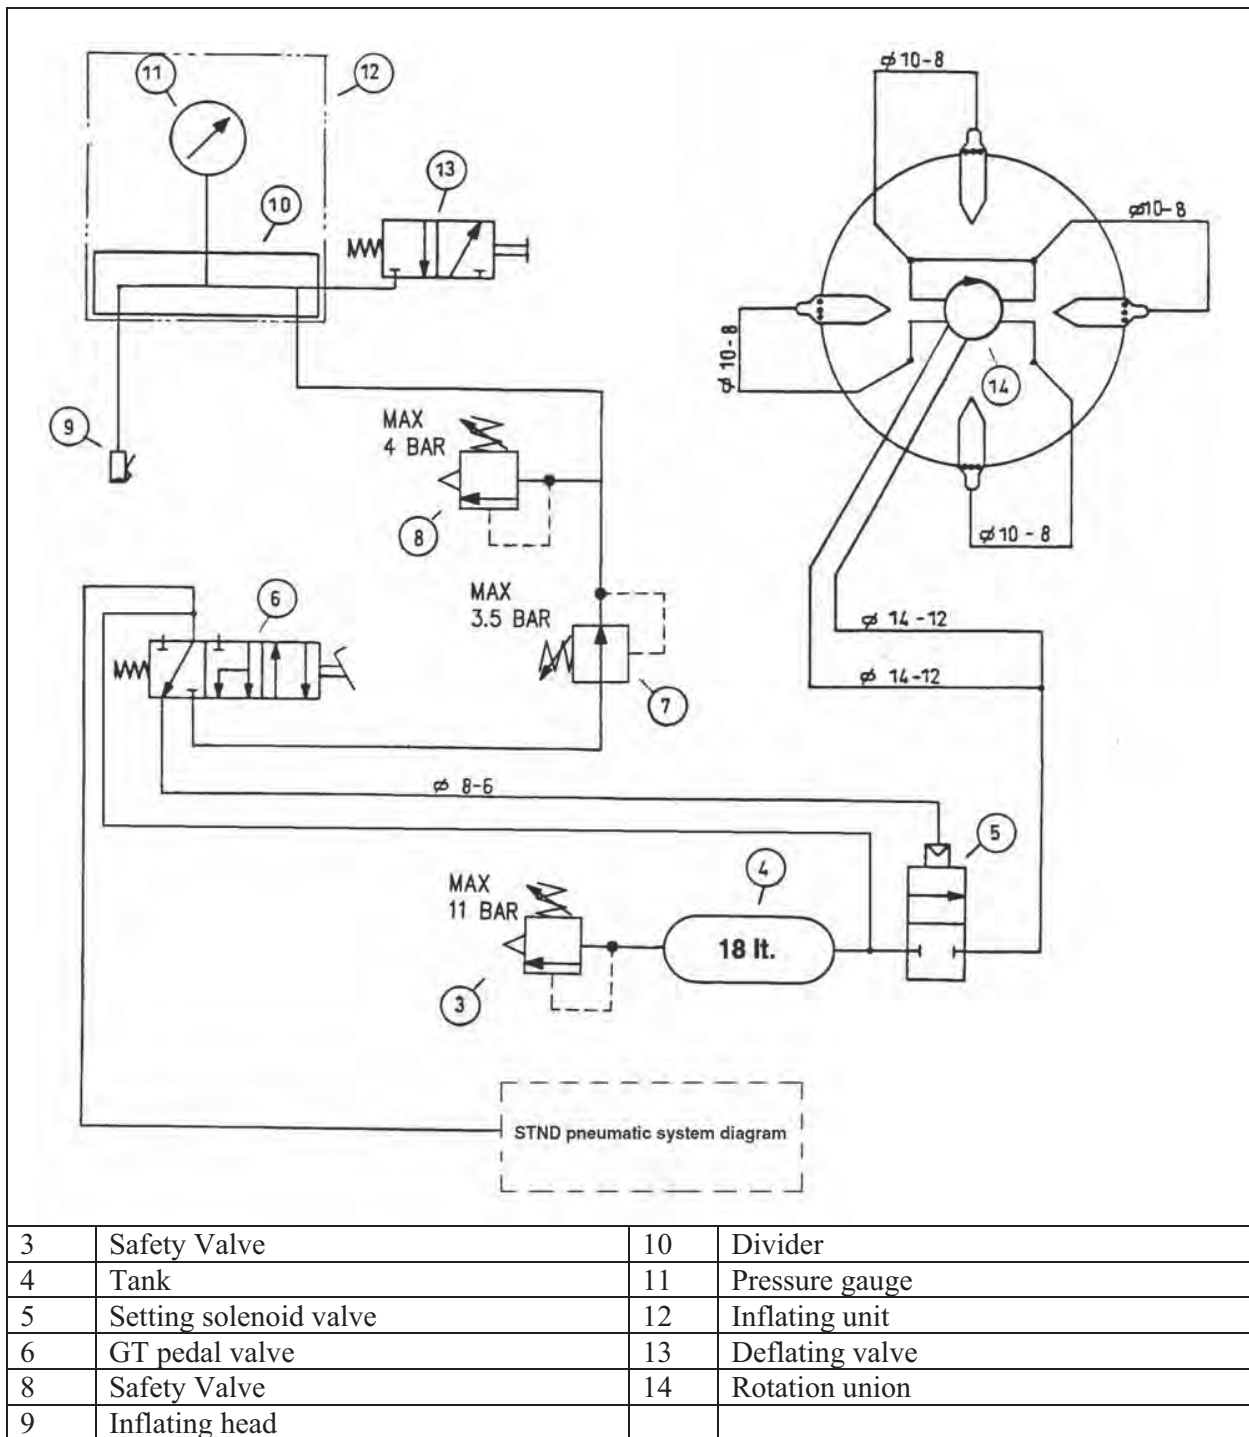 11
12
13
10
MAX
4 BAR
9
8
6
MAX
3.5 BAR
7
⌀ 8-6
MAX
11 BAR
3
4
18 lt.
5
STND pneumatic system diagram
⌀ 10-8
⌀10-8
⌀ 10-8
14
⌀ 10-8
⌀ 14-12
⌀ 14-12
3 Safety Valve 10 Divider
4 Tank 11 Pressure gauge
5 Setting solenoid valve 12 Inflating unit
6 GT pedal valve 13 Deflating valve
8 Safety Valve 14 Rotation union
9 Inflating head